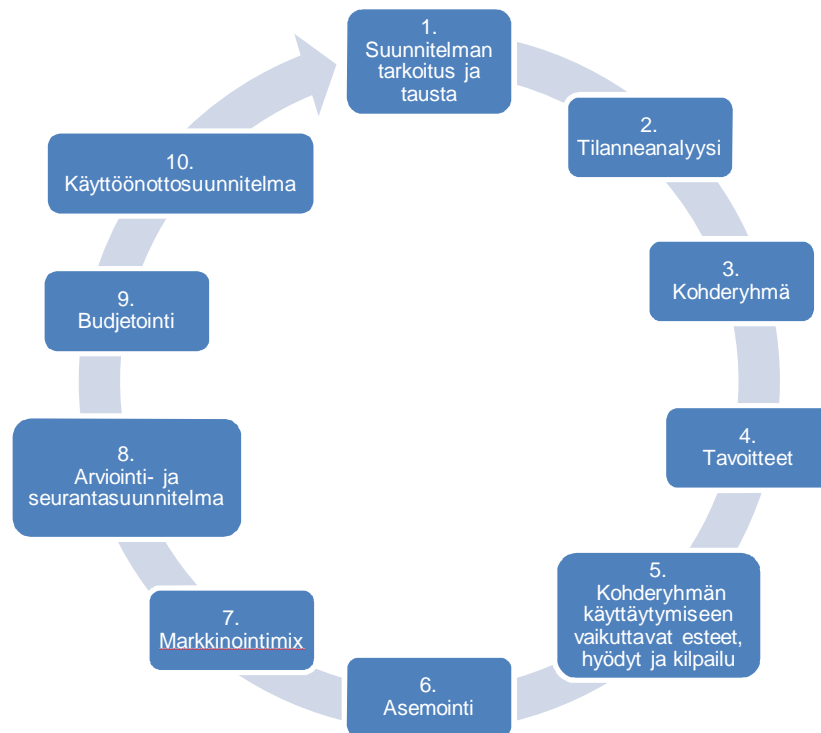 1.
Suunnitelman
tarkoitus ja
tausta
2.
Tilanneanalyysi
3.
Kohderyhmä
4.
Tavoitteet
5.
Kohderyhmän
käyttäytymiseen
vaikuttavat esteet,
hyödyt ja kilpailu
6.
Asemointi
7.
Markkinointimix
8.
Arviointi- ja
seurantasuunnitelma
9.
Budjetointi
10.
Käyttöönottosuunnitelma